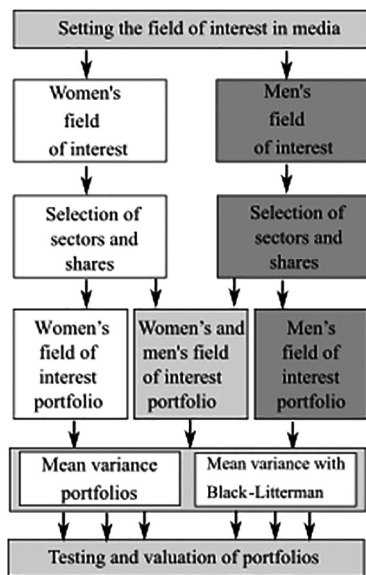 Setting the field of interest in media
Women's
field
of interest
Men's
field
of interest
Selection of
sectors and
shares
Selection of
sectors and
shares
Women's
field of
interest
portfolio
Women's and
men's field
of interest
portfolio
Men's
field of
interest
portfolio
Mean variance
portfolios
Mean variance with
Black-Litterman
Testing and valuation of portfolios